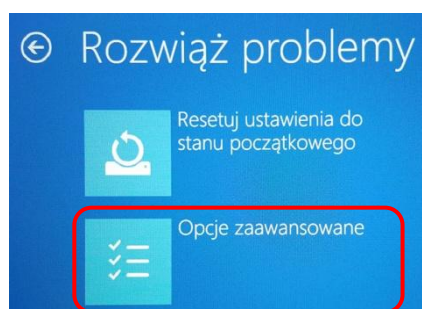 Rozwiąż problemy
Resetuj ustawienia do
stanu początkowego
Opcje zaawansowane